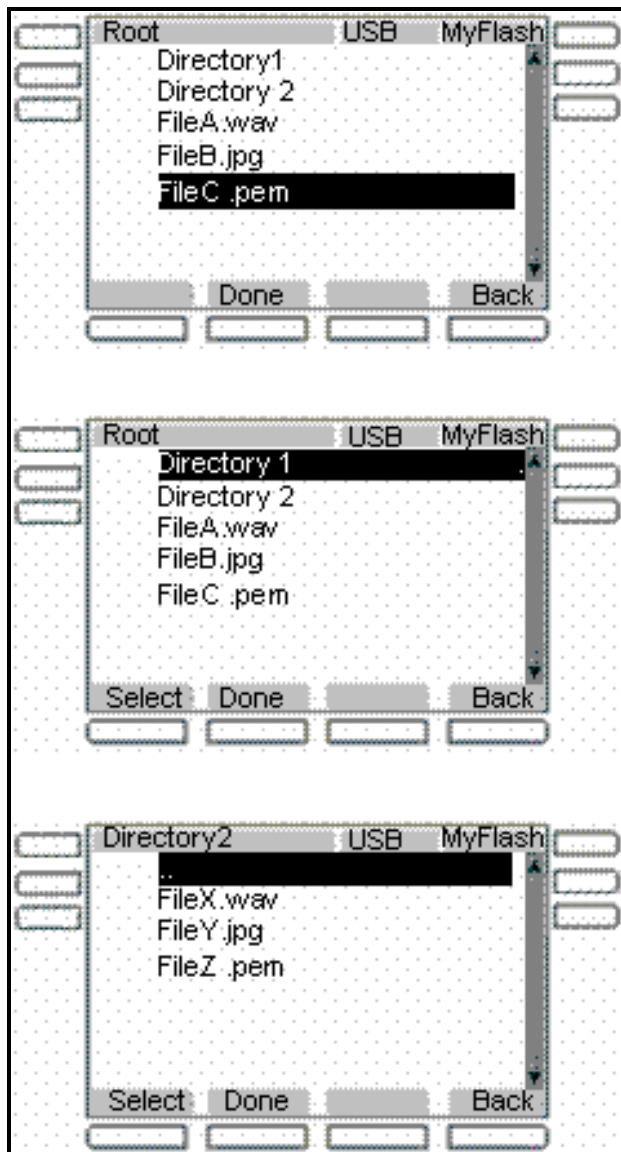 Root USB MyFlash
Directory1
Directory 2
FileA.wav
FileB.jpg
FileC .pem
Done Back
Root USB MyFlash
Directory 1 .
Directory 2
FileA.wav
FileB.jpg
FileC .pem
Select Done Back
Directory2 USB MyFlash
..
FileX.wav
FileY.jpg
FileZ .pem
Select Done Back